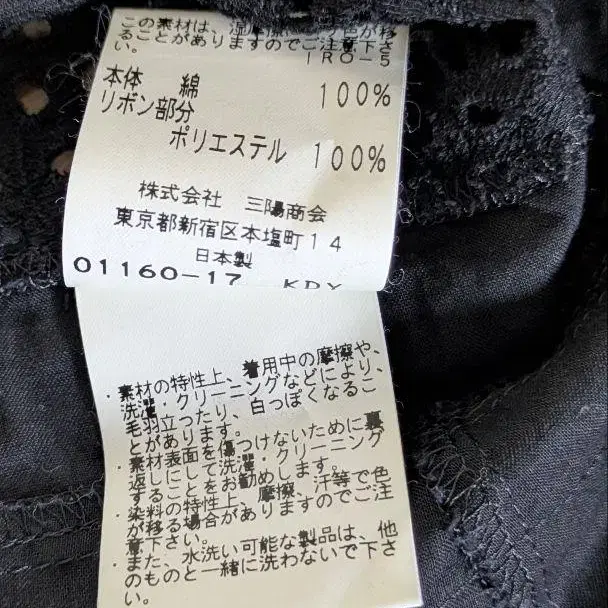 この素材は、湿摩擦 色が移
ることがありますのでご注意下さ
い。
IRO-5
本体 綿 100%
リボン部分
ポリエステル 100%
株式会社 三陽商会
東京都新宿区本塩町14
日本製
01160-17 KDY
・素材の特性上、着用中の摩擦や、
洗濯・クリーニングなどにより、
毛羽立ったり、白っぽくなるこ
とがあります。
・素材表面を傷つけないために裏
返しにして洗濯・クリーニング
することをお勧めします。
・染料の特性上、摩擦、汗等で色
が移る場合がありますのでご注
意下さい。
・また、水洗い可能な製品は、他
のものと一緒に洗わないで下さ
い。